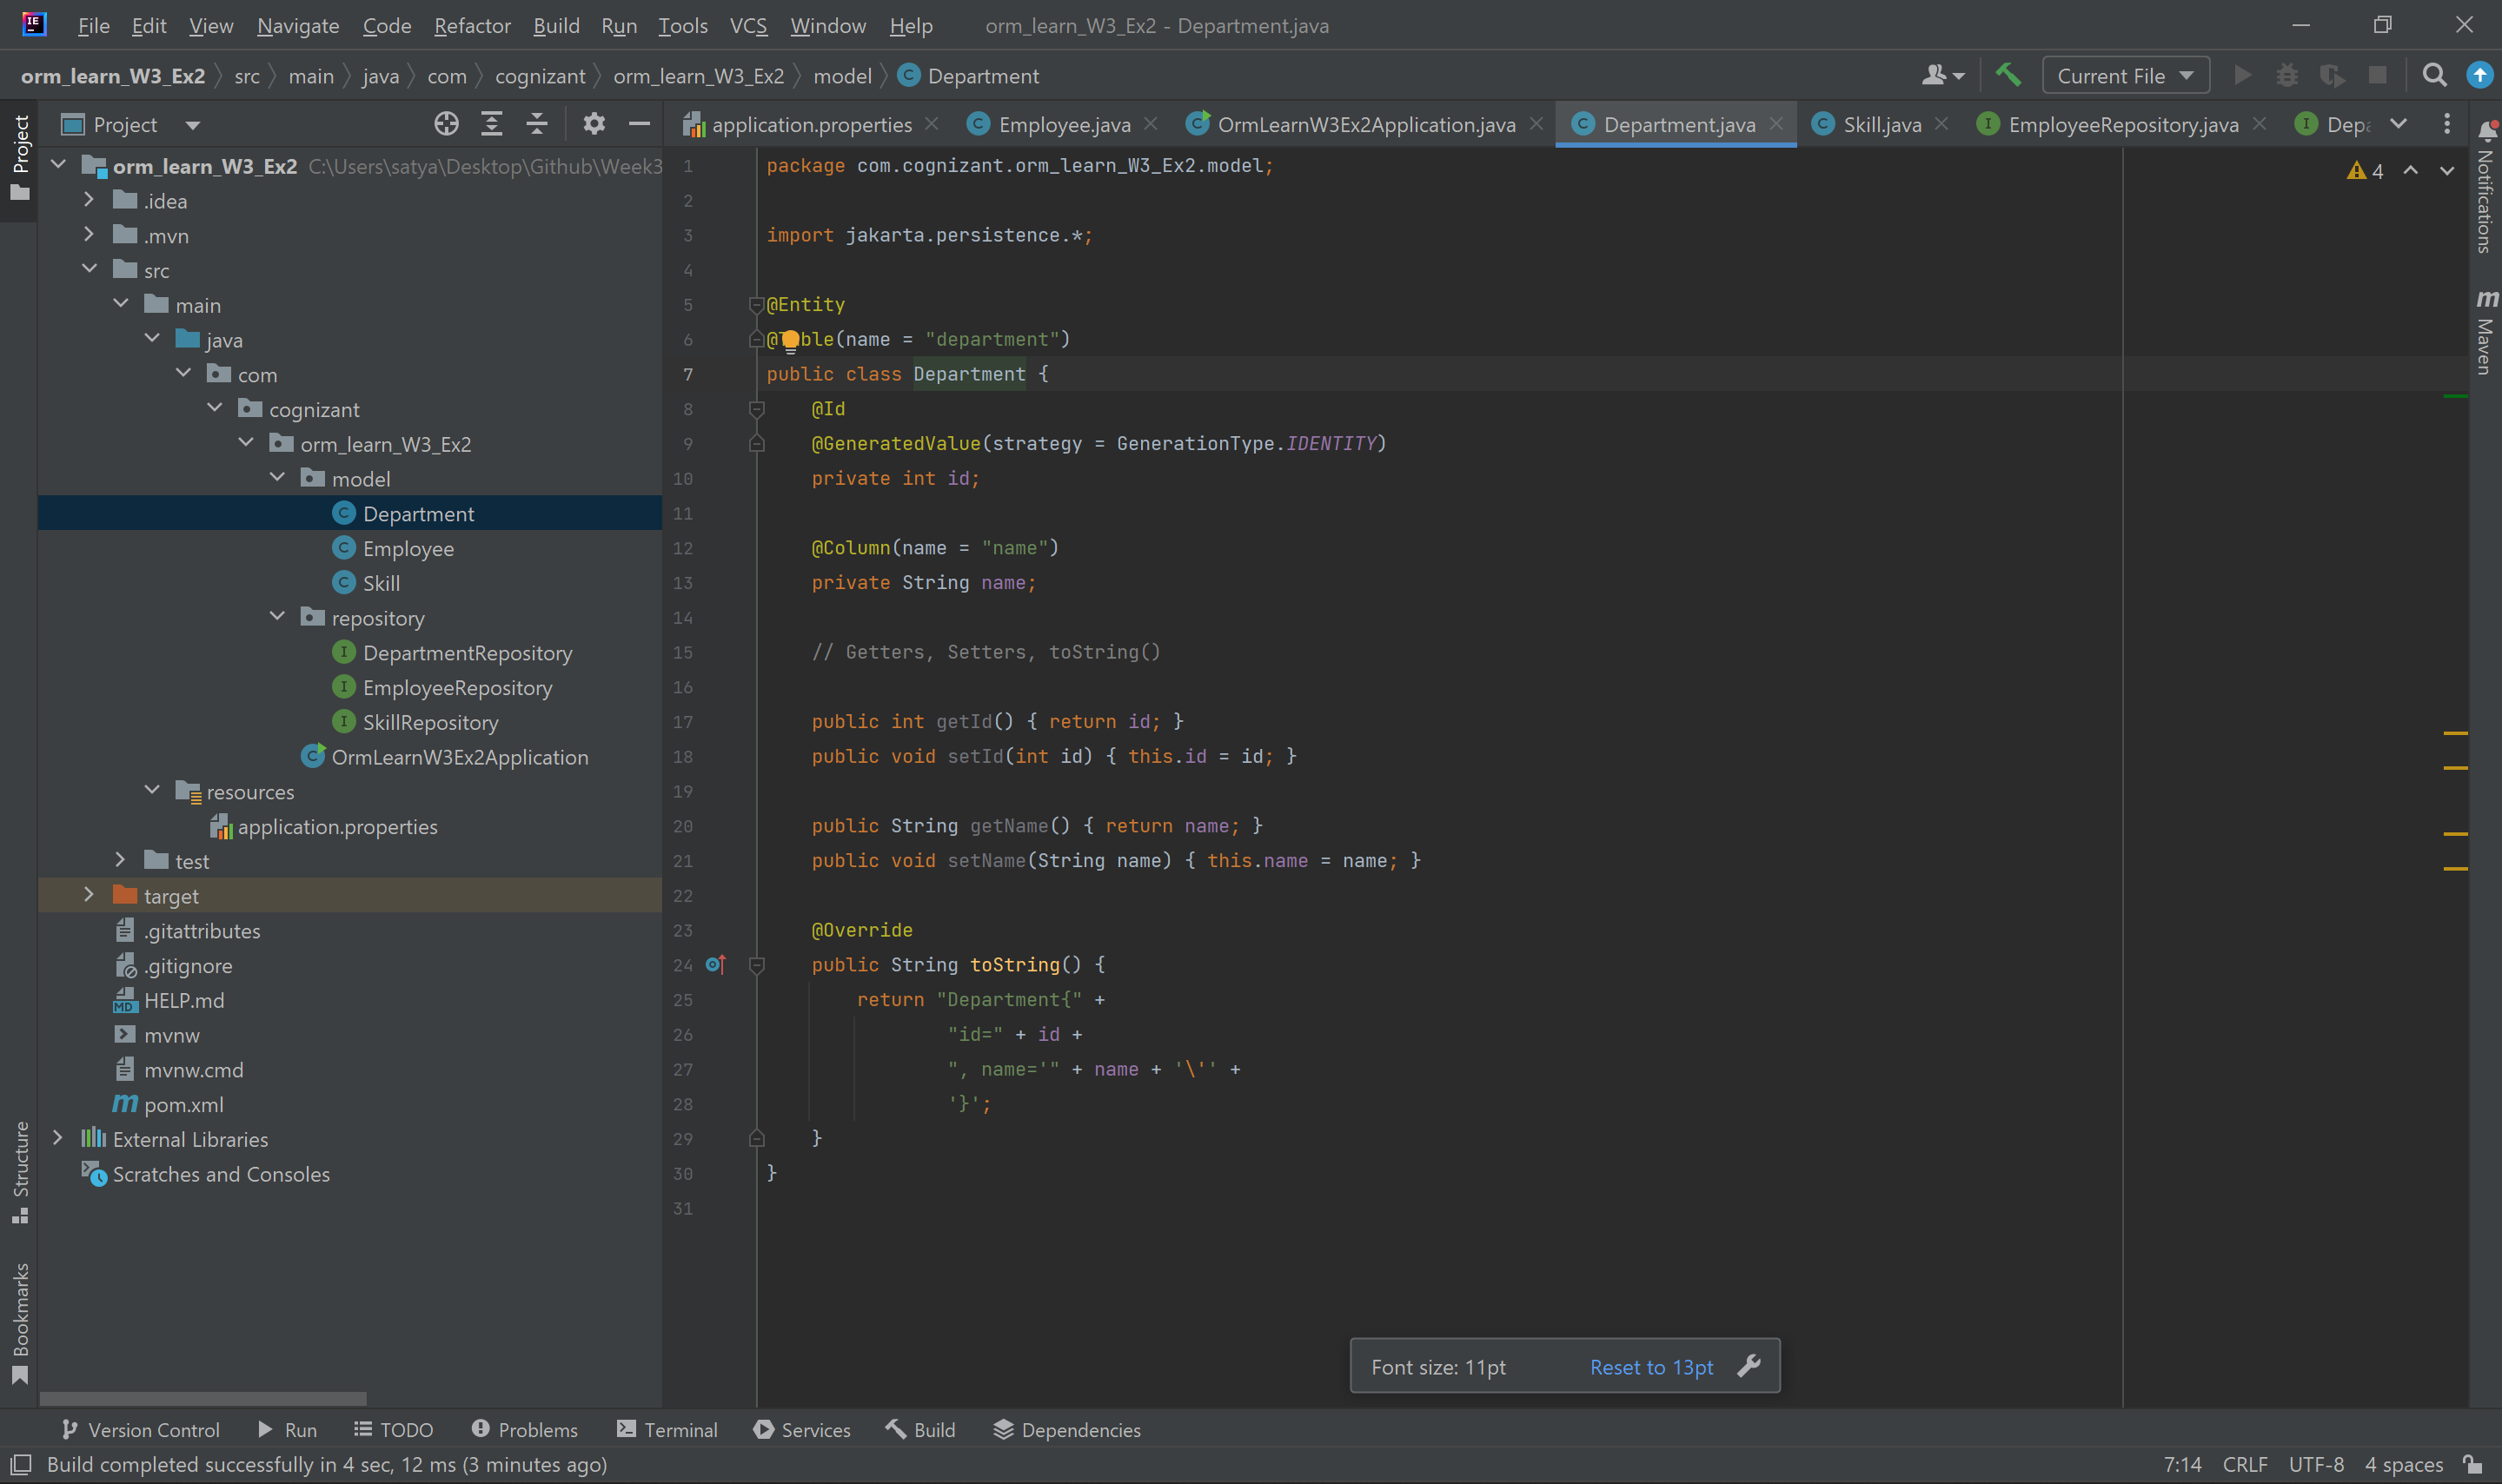 File Edit View Navigate Code Refactor Build Run Tools VCS Window Help orm_learn_W3_Ex2 - Department.java
orm_learn_W3_Ex2 src main java com cognizant orm_learn_W3_Ex2 model Department Current File
Project
Project
application.properties Employee.java OrmLearnW3Ex2Application.java Department.java Skill.java EmployeeRepository.java
orm_learn_W3_Ex2 C:\Users\satya\Desktop\Github\Week3
.idea
.mvn
src
main
java
com
cognizant
orm_learn_W3_Ex2
model
Department
Employee
Skill
repository
DepartmentRepository
EmployeeRepository
SkillRepository
OrmLearnW3Ex2Application
resources
application.properties
test
target
.gitattributes
.gitignore
HELP.md
mvnw
mvnw.cmd
pom.xml
External Libraries
Scratches and Consoles
Structure
Bookmarks
1 package com.cognizant.orm_learn_W3_Ex2.model;
2
3 import jakarta.persistence.*;
4
5 @Entity
6 @Table(name = "department")
7 public class Department {
8 @Id
9 @GeneratedValue(strategy = GenerationType.IDENTITY)
10 private int id;
11
12 @Column(name = "name")
13 private String name;
14
15 // Getters, Setters, toString()
16
17 public int getId() { return id; }
18 public void setId(int id) { this.id = id; }
19
20 public String getName() { return name; }
21 public void setName(String name) { this.name = name; }
22
23 @Override
24 public String toString() {
25 return "Department{" +
26 "id=" + id +
27 ", name='" + name + '\'' +
28 '}';
29 }
30 }
31
4
Notifications
Maven
Font size: 11pt Reset to 13pt
Version Control Run TODO Problems Terminal Services Build Dependencies
Build completed successfully in 4 sec, 12 ms (3 minutes ago) 7:14 CRLF UTF-8 4 spaces